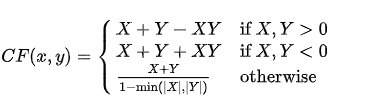 X + Y − XY if X, Y > 0
CF(x, y) = { X + Y + XY if X, Y < 0
(X+Y)/(1−min(|X|,|Y|)) otherwise